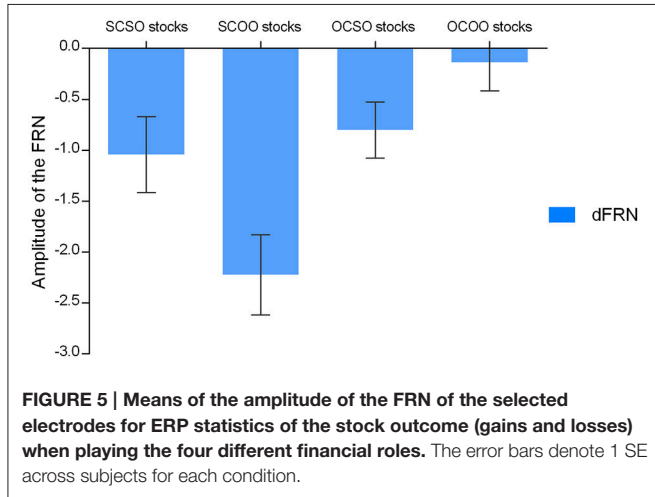 SCSO stocks SCOO stocks OCSO stocks OCOO stocks
0.0
-0.5
-1.0
-1.5
-2.0
-2.5
-3.0
Amplitude of the FRN
dFRN
FIGURE 5 | Means of the amplitude of the FRN of the selected
electrodes for ERP statistics of the stock outcome (gains and losses)
when playing the four different financial roles. The error bars denote 1 SE
across subjects for each condition.